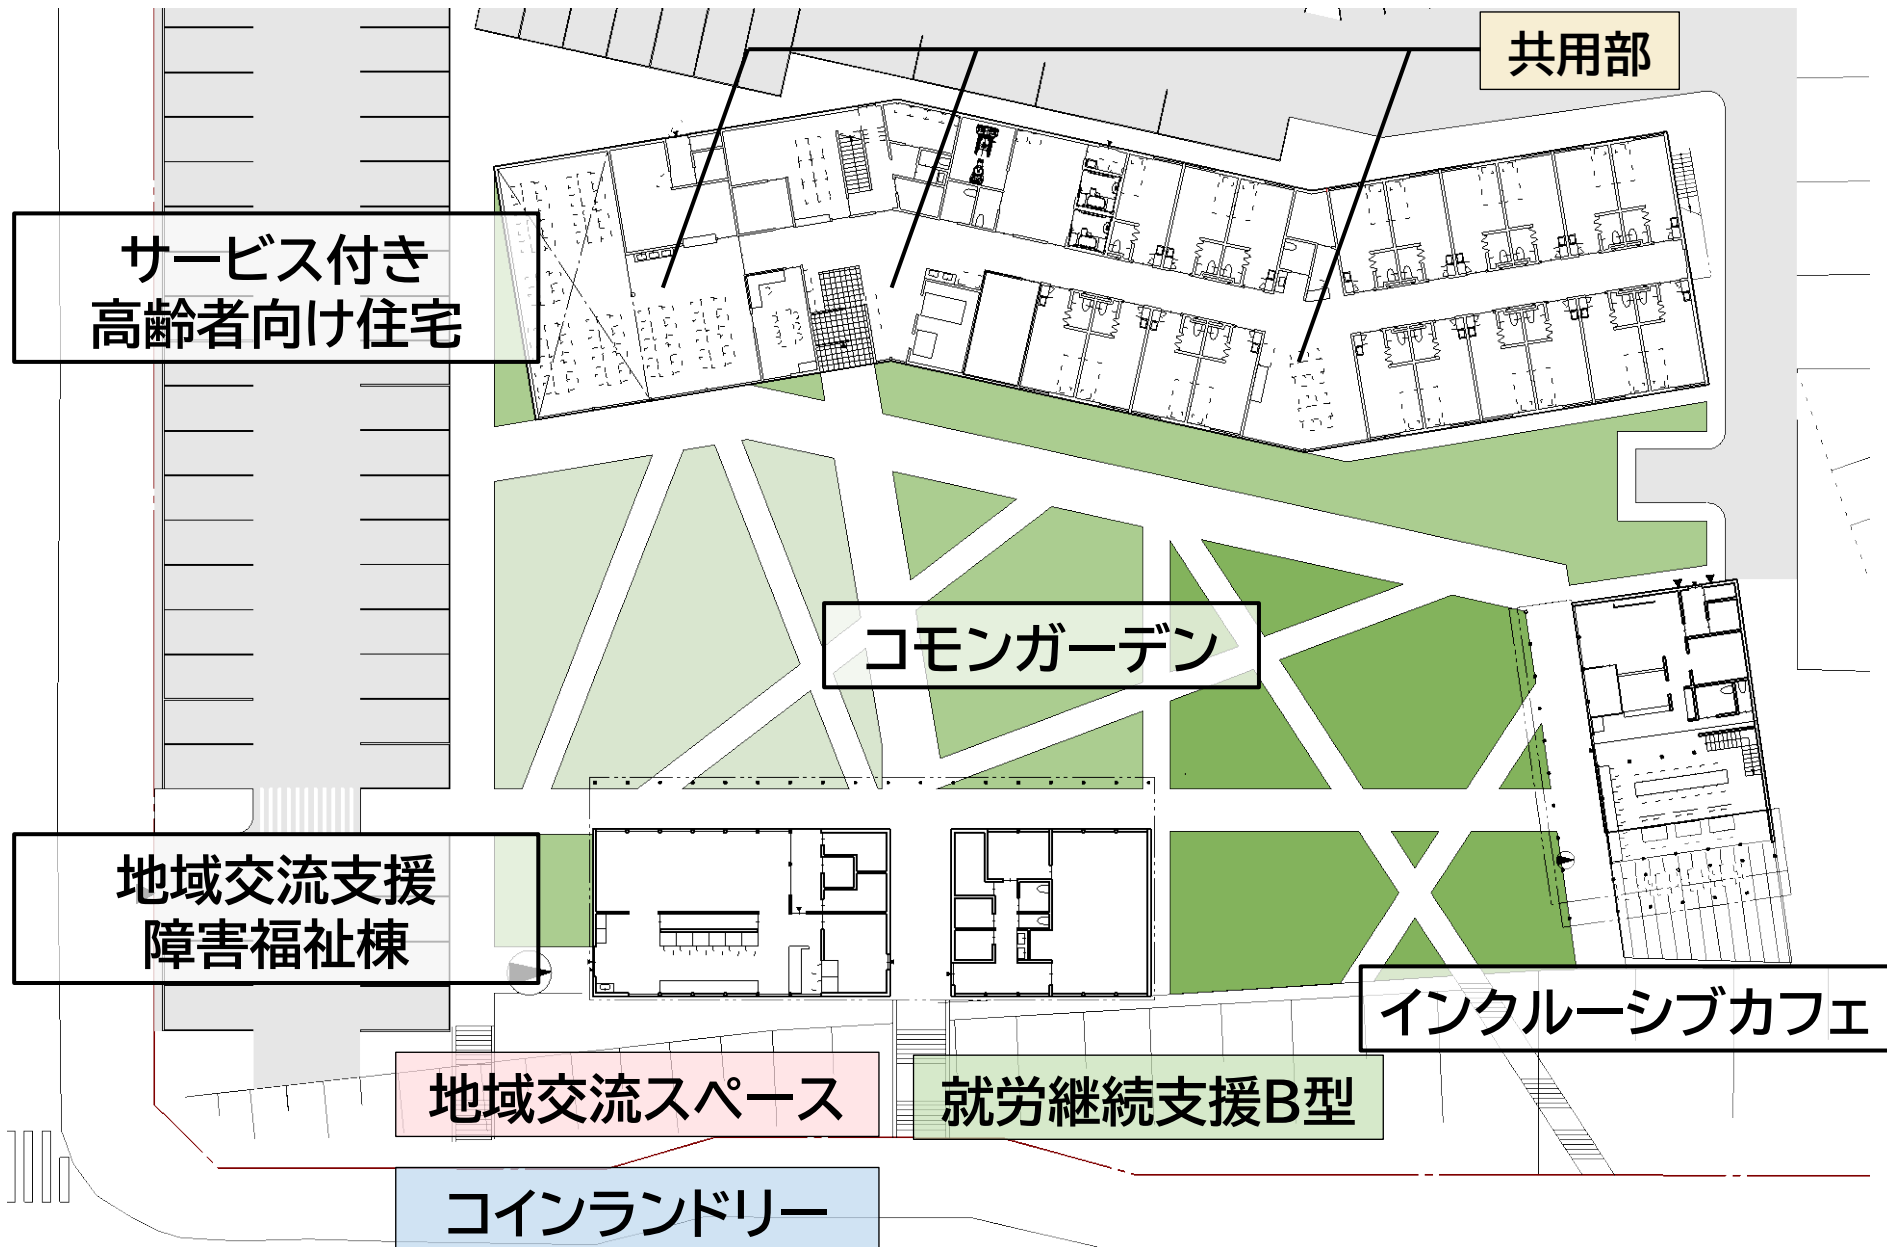 共用部
サービス付き
高齢者向け住宅
コモンガーデン
地域交流支援
障害福祉棟
インクルーシブカフェ
地域交流スペース
就労継続支援B型
コインランドリー